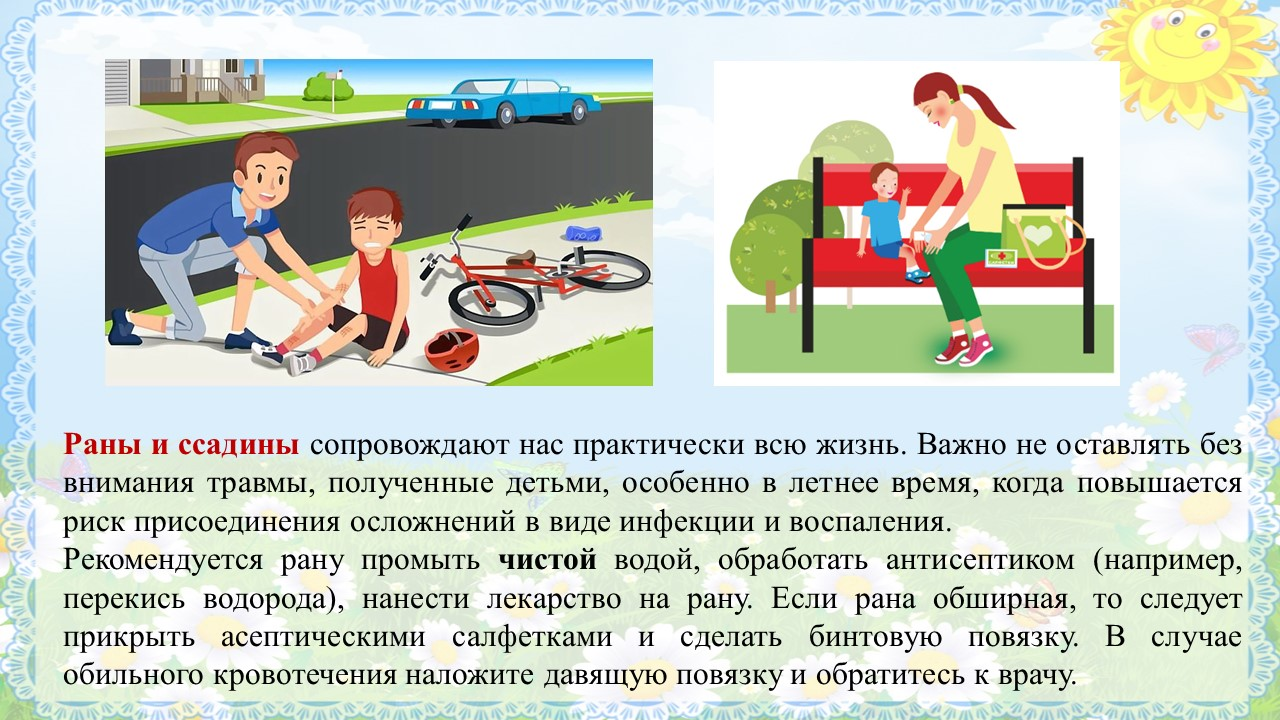 Раны и ссадины сопровождают нас практически всю жизнь. Важно не оставлять без
внимания травмы, полученные детьми, особенно в летнее время, когда повышается
риск присоединения осложнений в виде инфекции и воспаления.
Рекомендуется рану промыть чистой водой, обработать антисептиком (например,
перекись водорода), нанести лекарство на рану. Если рана обширная, то следует
прикрыть асептическими салфетками и сделать бинтовую повязку. В случае
обильного кровотечения наложите давящую повязку и обратитесь к врачу.